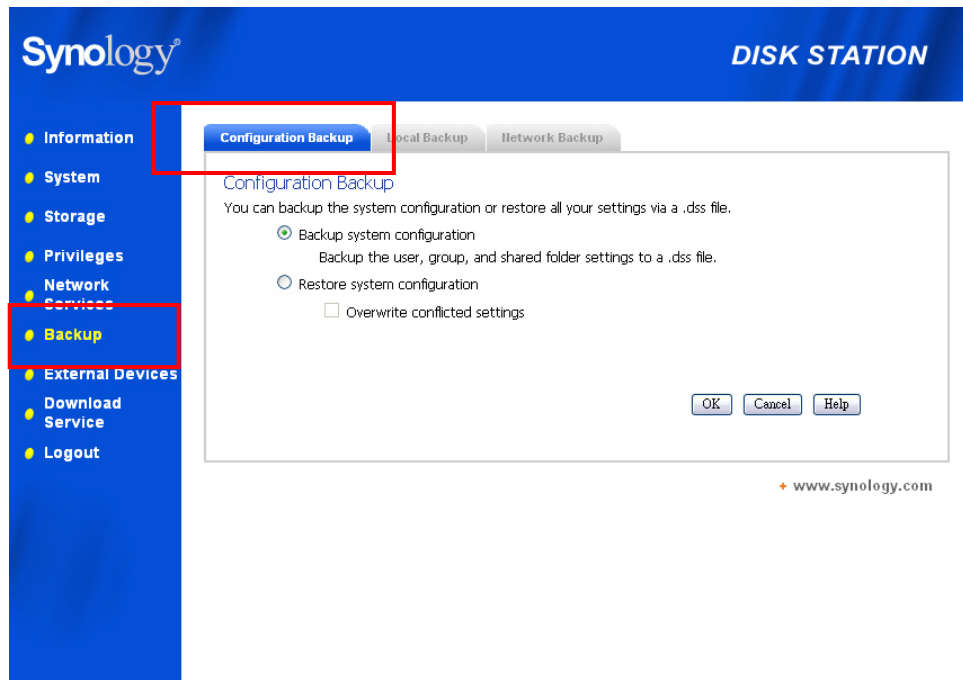 Synology®
DISK STATION
Information
System
Storage
Privileges
Network
Services
Backup
External Devices
Download
Service
Logout
Configuration Backup
Local Backup
Network Backup
Configuration Backup
You can backup the system configuration or restore all your settings via a .dss file.
Backup system configuration
Backup the user, group, and shared folder settings to a .dss file.
Restore system configuration
Overwrite conflicted settings
OK
Cancel
Help
+ www.synology.com